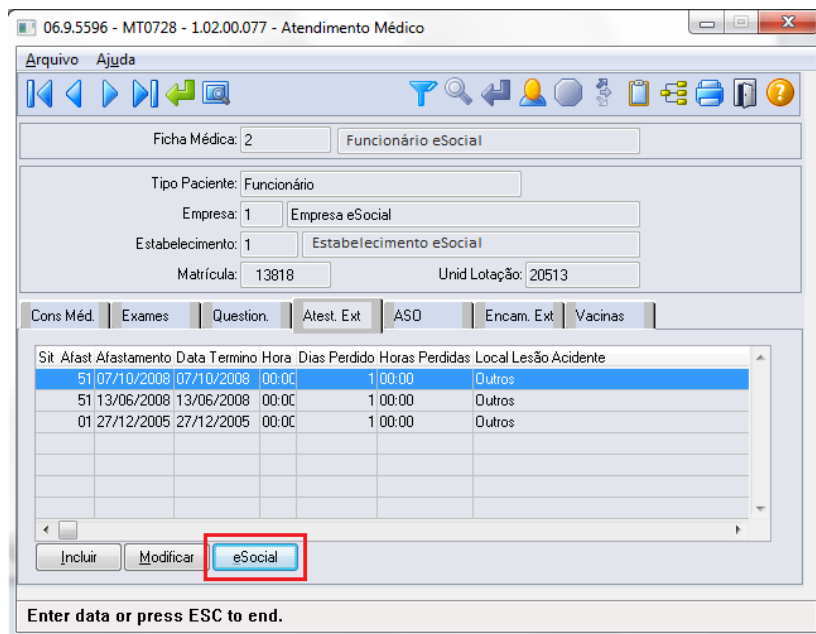 06.9.5596 - MT0728 - 1.02.00.077 - Atendimento Médico
Arquivo Ajuda
Ficha Médica: 2 Funcionário eSocial
Tipo Paciente: Funcionário
Empresa: 1 Empresa eSocial
Estabelecimento: 1 Estabelecimento eSocial
Matrícula: 13818 Unid Lotação: 20513
Cons Méd. Exames Question. Atest. Ext ASO Encam. Ext Vacinas
Sit Afast Afastamento Data Termino Hora Dias Perdido Horas Perdidas Local Lesão Acidente
51 07/10/2008 07/10/2008 00:00 1 00:00 Outros
51 13/06/2008 13/06/2008 00:00 1 00:00 Outros
01 27/12/2005 27/12/2005 00:00 1 00:00 Outros
Incluir Modificar eSocial
Enter data or press ESC to end.